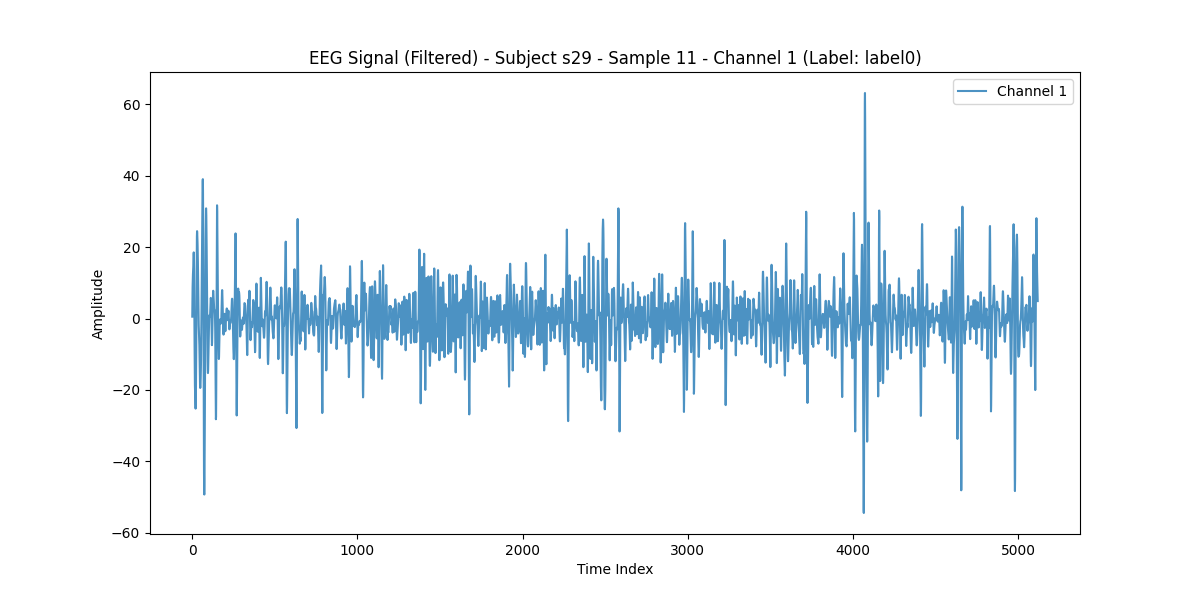 EEG Signal (Filtered) - Subject s29 - Sample 11 - Channel 1 (Label: label0)
Channel 1
60
40
20
0
−20
−40
−60
Amplitude
0 1000 2000 3000 4000 5000
Time Index